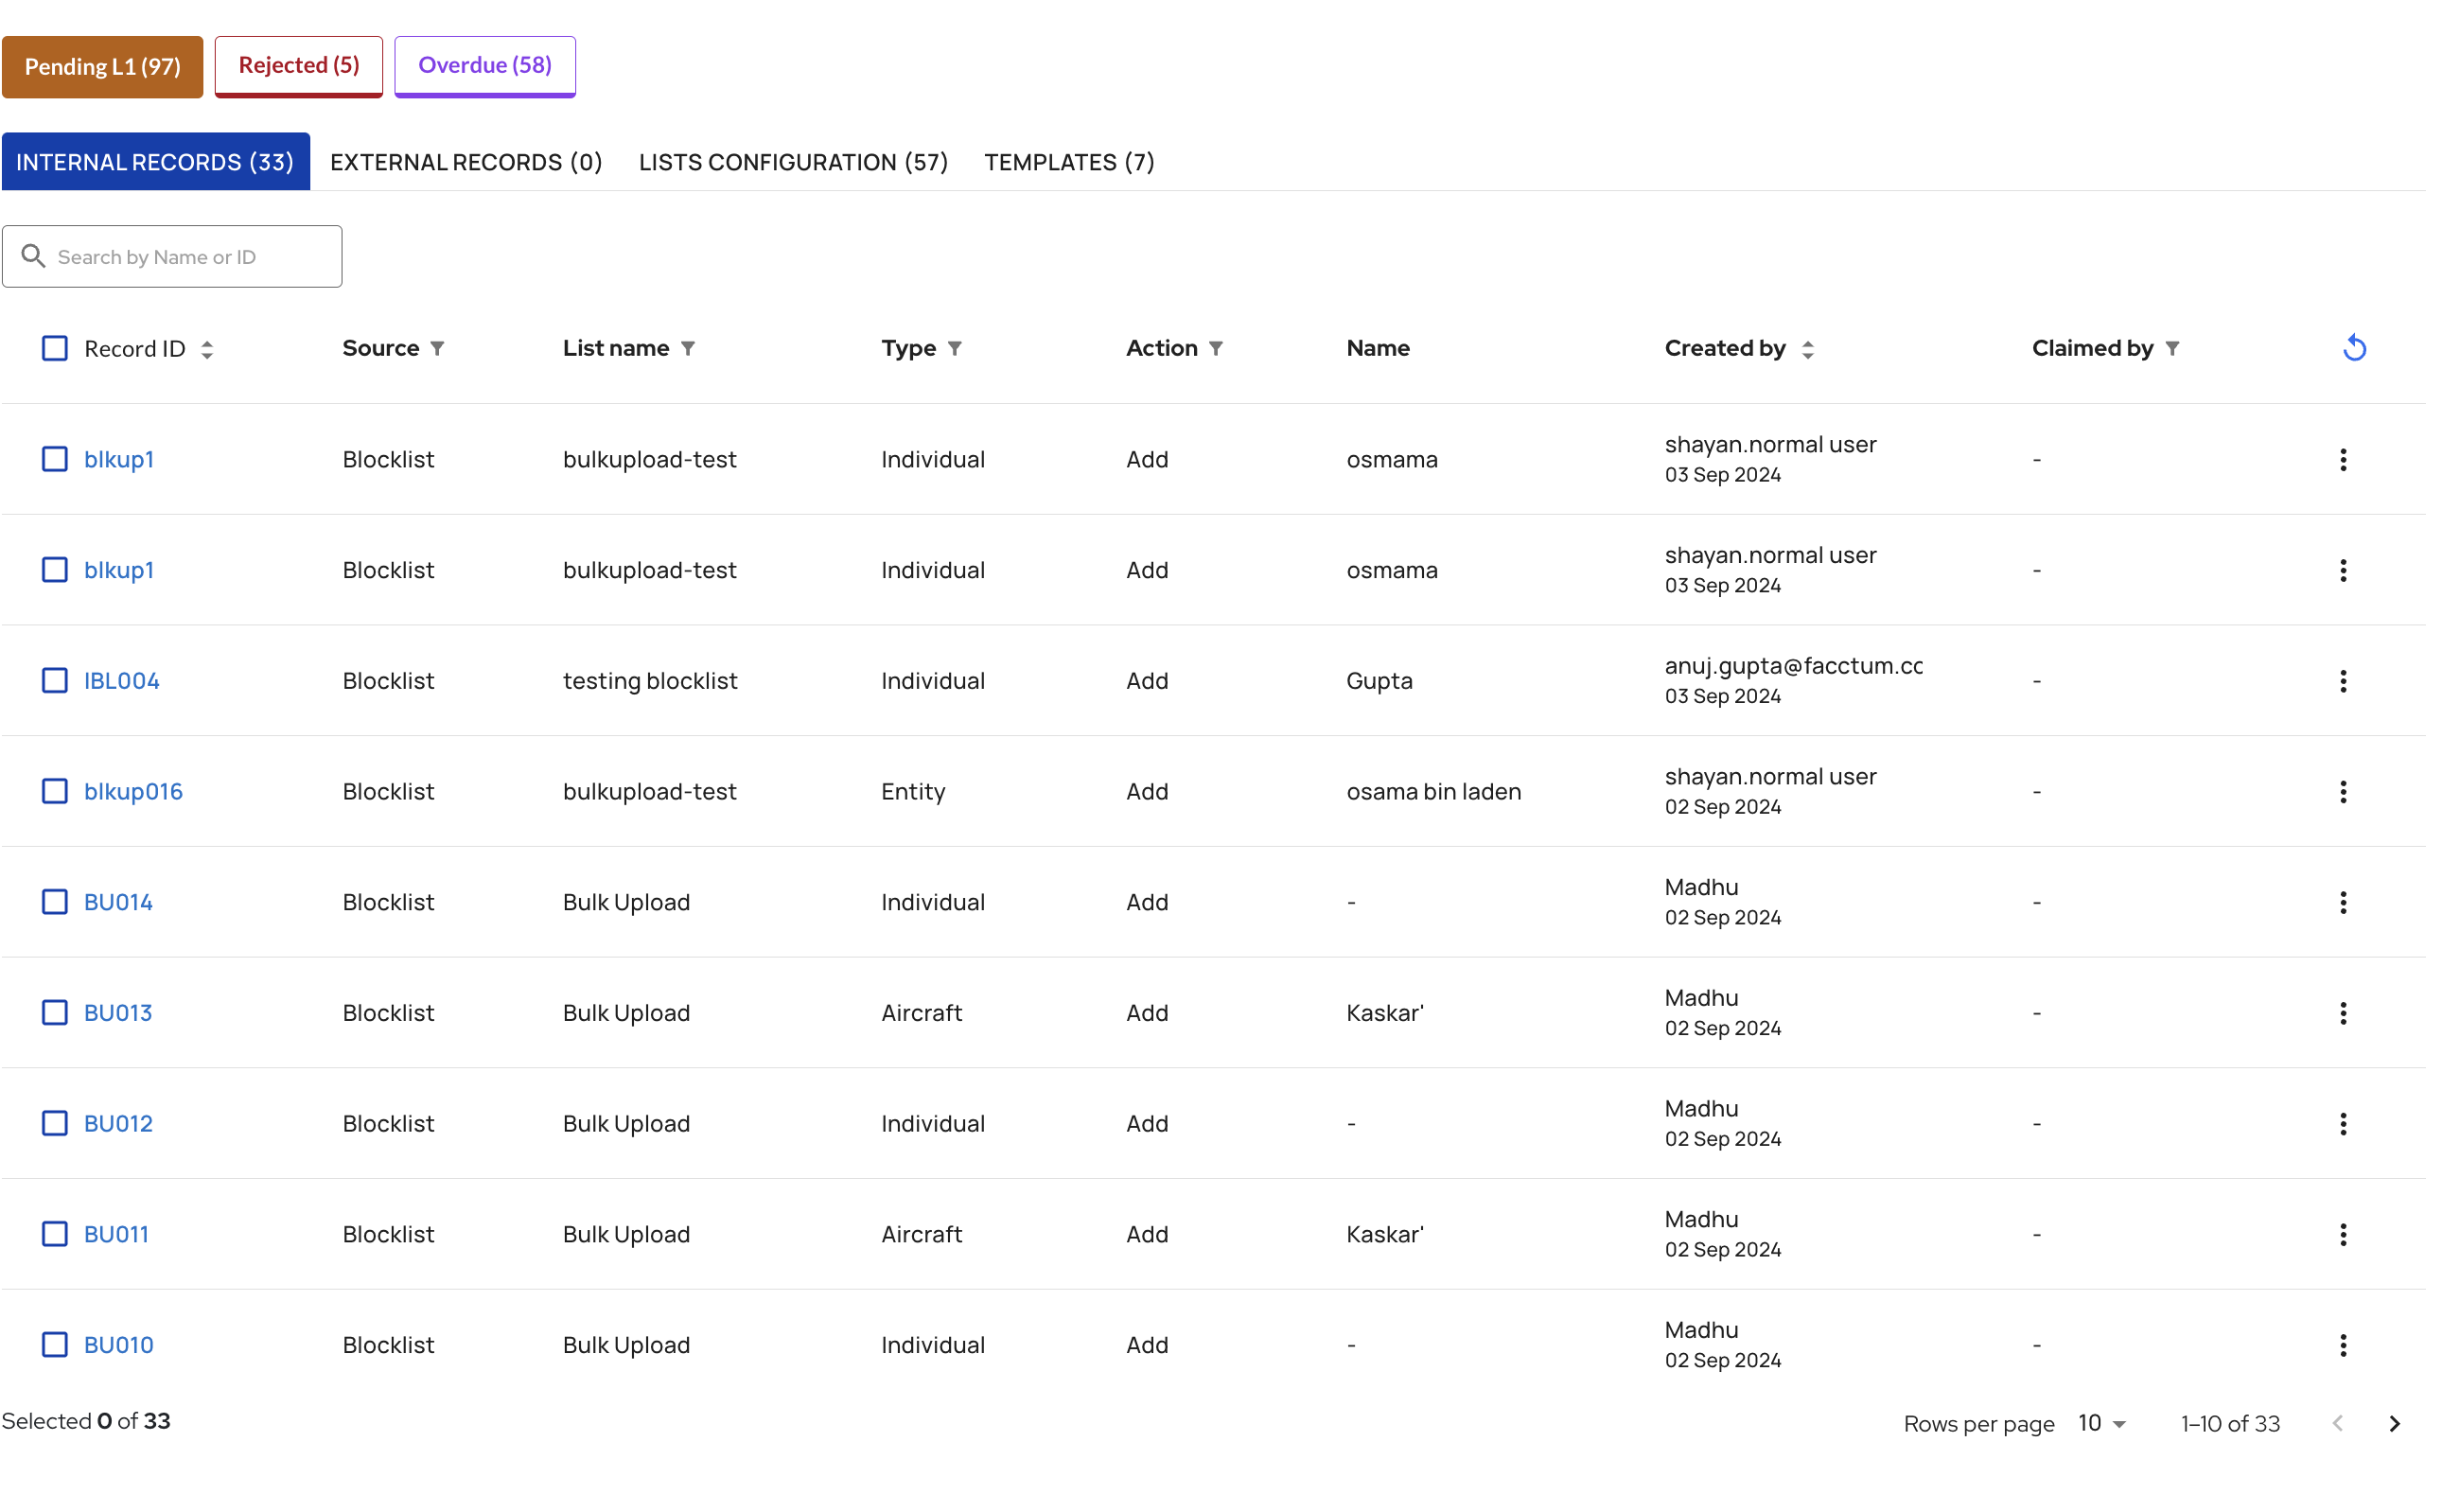 Pending L1 (97) Rejected (5) Overdue (58)
INTERNAL RECORDS (33) EXTERNAL RECORDS (0) LISTS CONFIGURATION (57) TEMPLATES (7)
Search by Name or ID
Record ID Source List name Type Action Name Created by Claimed by
blkup1 Blocklist bulkupload-test Individual Add osmama shayan.normal user -
03 Sep 2024
blkup1 Blocklist bulkupload-test Individual Add osmama shayan.normal user -
03 Sep 2024
IBL004 Blocklist testing blocklist Individual Add Gupta anuj.gupta@facctum.cc -
03 Sep 2024
blkup016 Blocklist bulkupload-test Entity Add osama bin laden shayan.normal user -
02 Sep 2024
BU014 Blocklist Bulk Upload Individual Add - Madhu -
02 Sep 2024
BU013 Blocklist Bulk Upload Aircraft Add Kaskar' Madhu -
02 Sep 2024
BU012 Blocklist Bulk Upload Individual Add - Madhu -
02 Sep 2024
BU011 Blocklist Bulk Upload Aircraft Add Kaskar' Madhu -
02 Sep 2024
BU010 Blocklist Bulk Upload Individual Add - Madhu -
02 Sep 2024
Selected 0 of 33 Rows per page 10 1–10 of 33